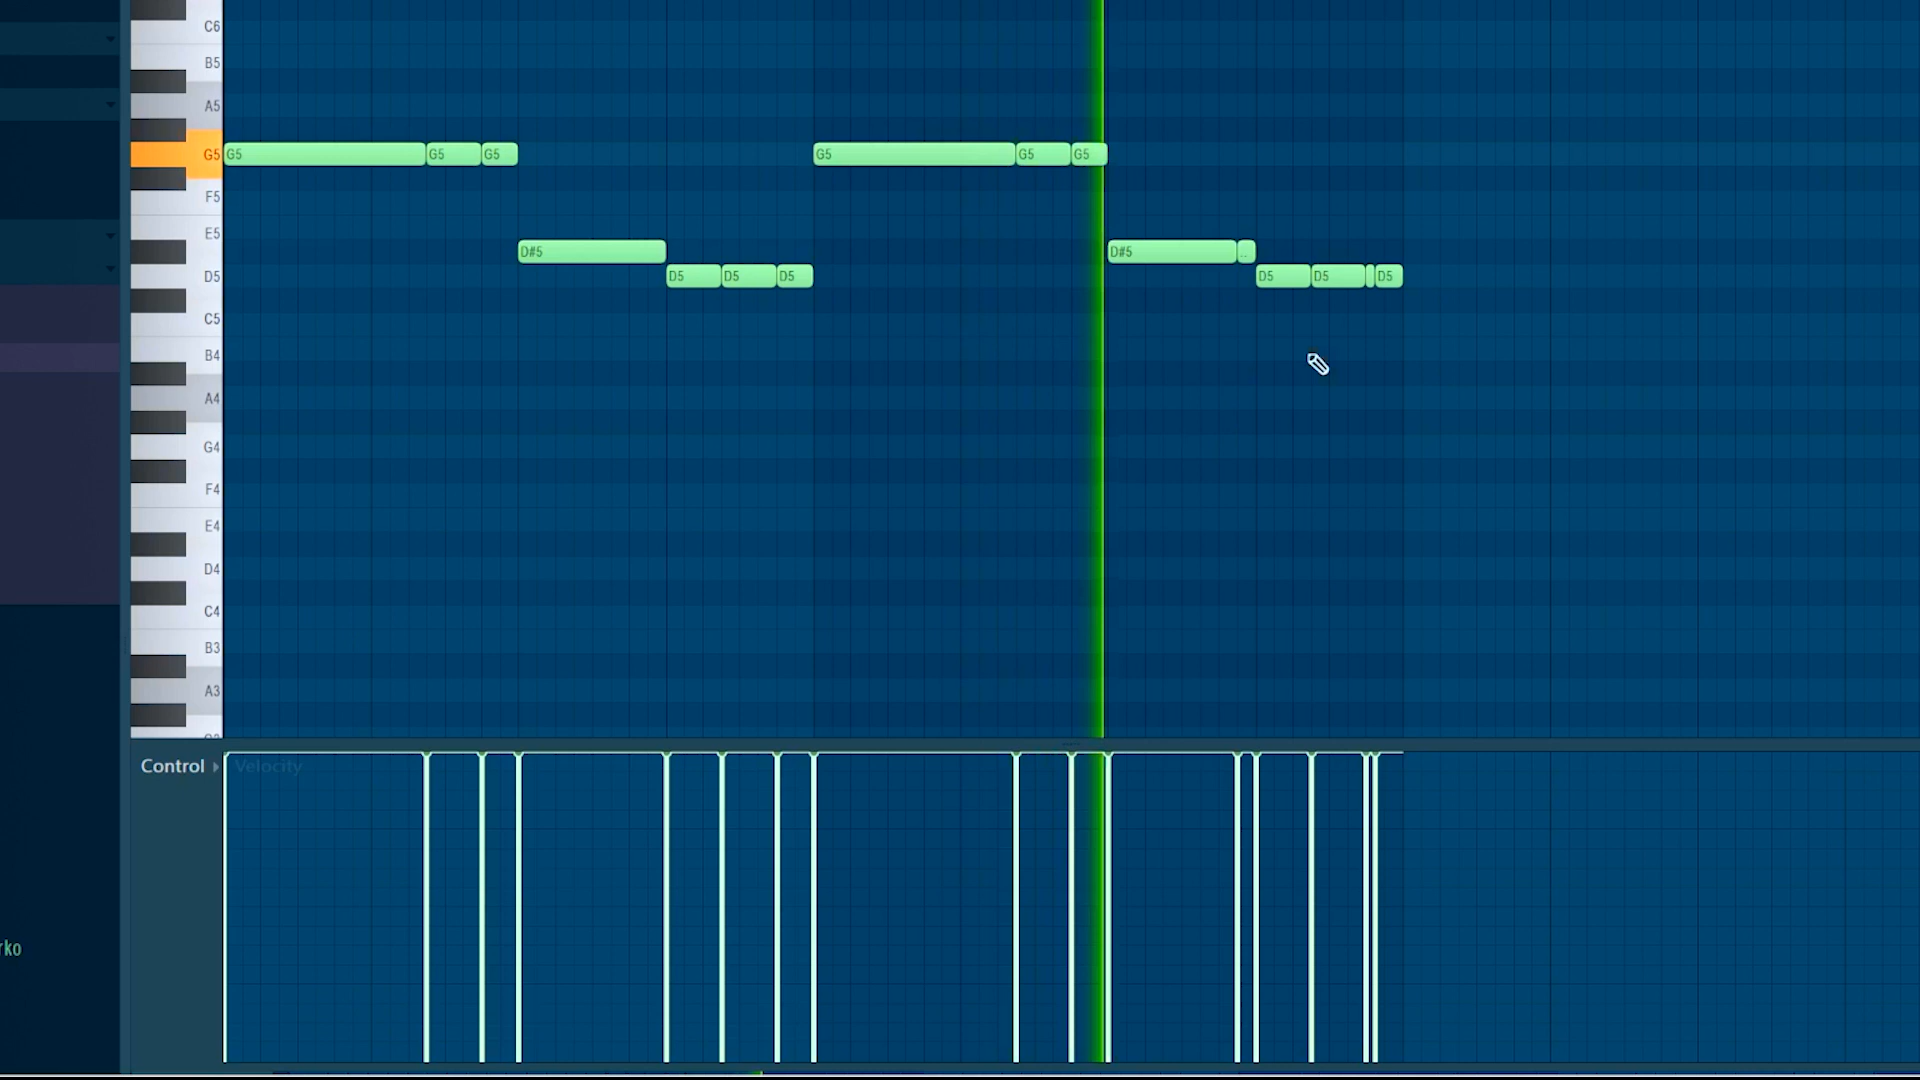 C6
B5
A5
G5 G5 G5 G5 G5 G5 G5
F5
E5
D#5 D#5 ..
D5 D5 D5 D5 D5 D5 D5
C5
B4
A4
G4
F4
E4
D4
C4
B3
A3
Control Velocity
rko